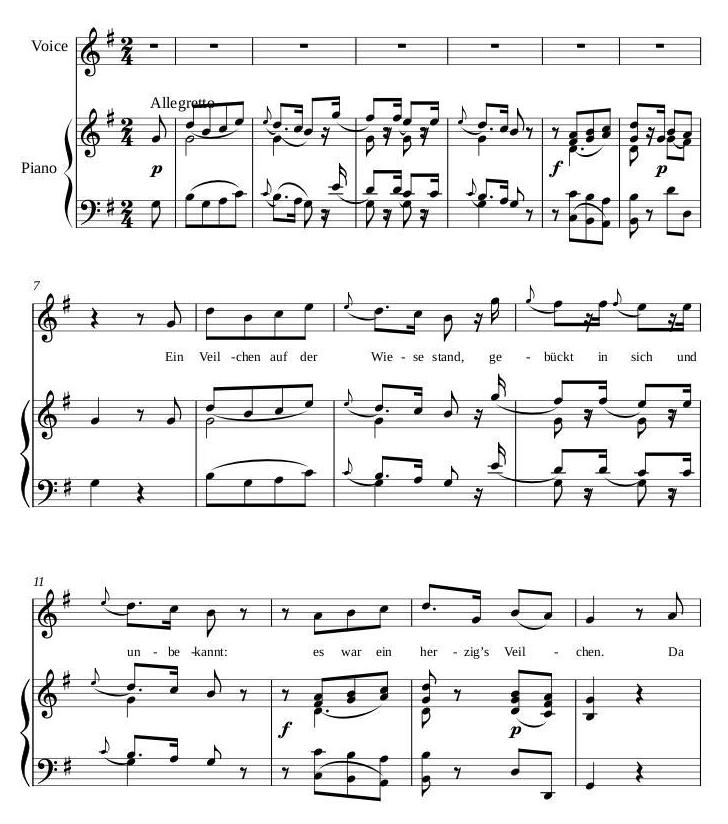 Voice
Allegretto
Piano
p
f
p
7
Ein Veil -chen auf der Wie - se stand, ge - bückt in sich und
11
un - be -kannt: es war ein her - zig's Veil - chen. Da
f
p